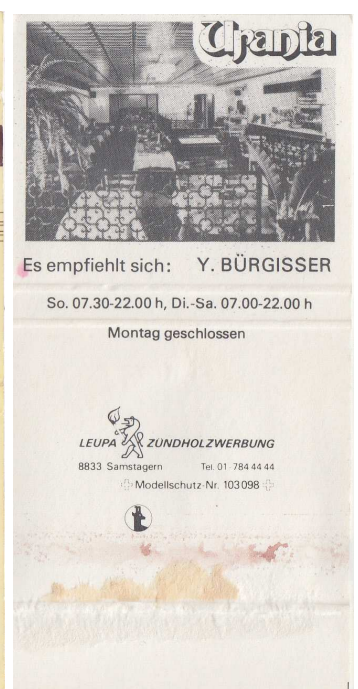 Urania
Es empfiehlt sich: Y. BÜRGISSER
So. 07.30-22.00 h, Di.-Sa. 07.00-22.00 h
Montag geschlossen
LEUPA ZÜNDHOLZWERBUNG
8833 Samstagern Tel. 01-784 44 44
Modellschutz-Nr. 103098